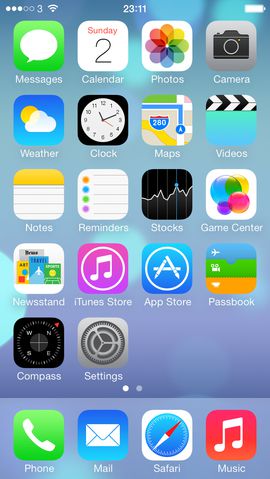 3 23:11
Sunday
2
Messages Calendar Photos Camera
280
Weather Clock Maps Videos
Notes Reminders Stocks Game Center
Newsstand iTunes Store App Store Passbook
N
W E
S
Compass Settings
Phone Mail Safari Music